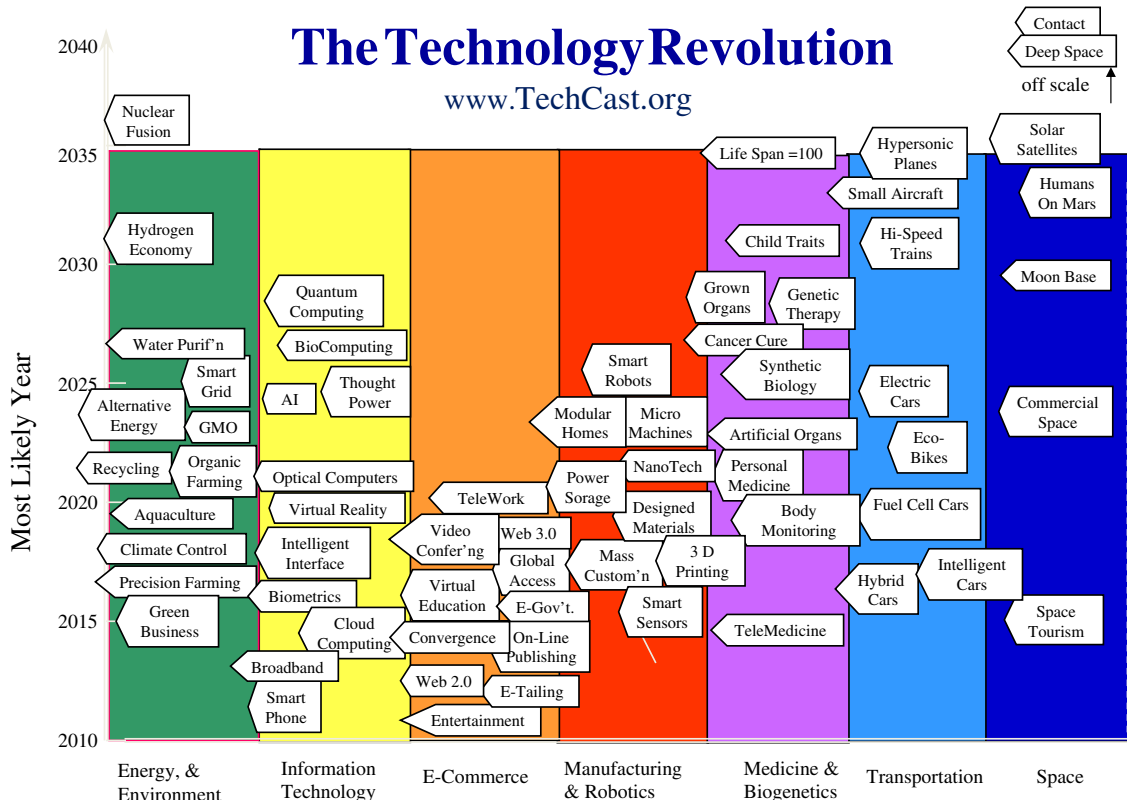 The Technology Revolution
www.TechCast.org
Contact
Deep Space
off scale
Most Likely Year
2040
2035
2030
2025
2020
2015
2010
Nuclear
Fusion
Hydrogen
Economy
Water Purif'n
Smart
Grid
Alternative
Energy
GMO
Recycling
Organic
Farming
Aquaculture
Climate Control
Precision Farming
Green
Business
Quantum
Computing
BioComputing
AI
Thought
Power
Optical Computers
Virtual Reality
Intelligent
Interface
Biometrics
Cloud
Computing
Broadband
Smart
Phone
TeleWork
Video
Confer'ng
Web 3.0
Global
Access
Virtual
Education
E-Gov't.
Convergence
On-Line
Publishing
Web 2.0
E-Tailing
Entertainment
Smart
Robots
Modular
Homes
Micro
Machines
NanoTech
Power
Sorage
Designed
Materials
Mass
Custom'n
3 D
Printing
Smart
Sensors
Life Span =100
Child Traits
Grown
Organs
Genetic
Therapy
Cancer Cure
Synthetic
Biology
Artificial Organs
Personal
Medicine
Body
Monitoring
TeleMedicine
Hypersonic
Planes
Small Aircraft
Hi-Speed
Trains
Electric
Cars
Eco-
Bikes
Fuel Cell Cars
Hybrid
Cars
Intelligent
Cars
Solar
Satellites
Humans
On Mars
Moon Base
Commercial
Space
Space
Tourism
Energy, &
Environment
Information
Technology
E-Commerce
Manufacturing
& Robotics
Medicine &
Biogenetics
Transportation
Space